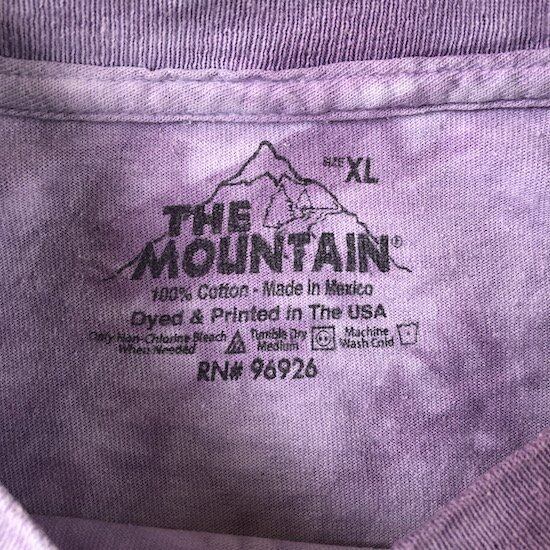 SIZE XL
THE
MOUNTAIN®
100% Cotton - Made In Mexico
Dyed & Printed in The USA
Only Non-Chlorine Bleach When Needed
Tumble Dry Medium
Machine Wash Cold
RN# 96926